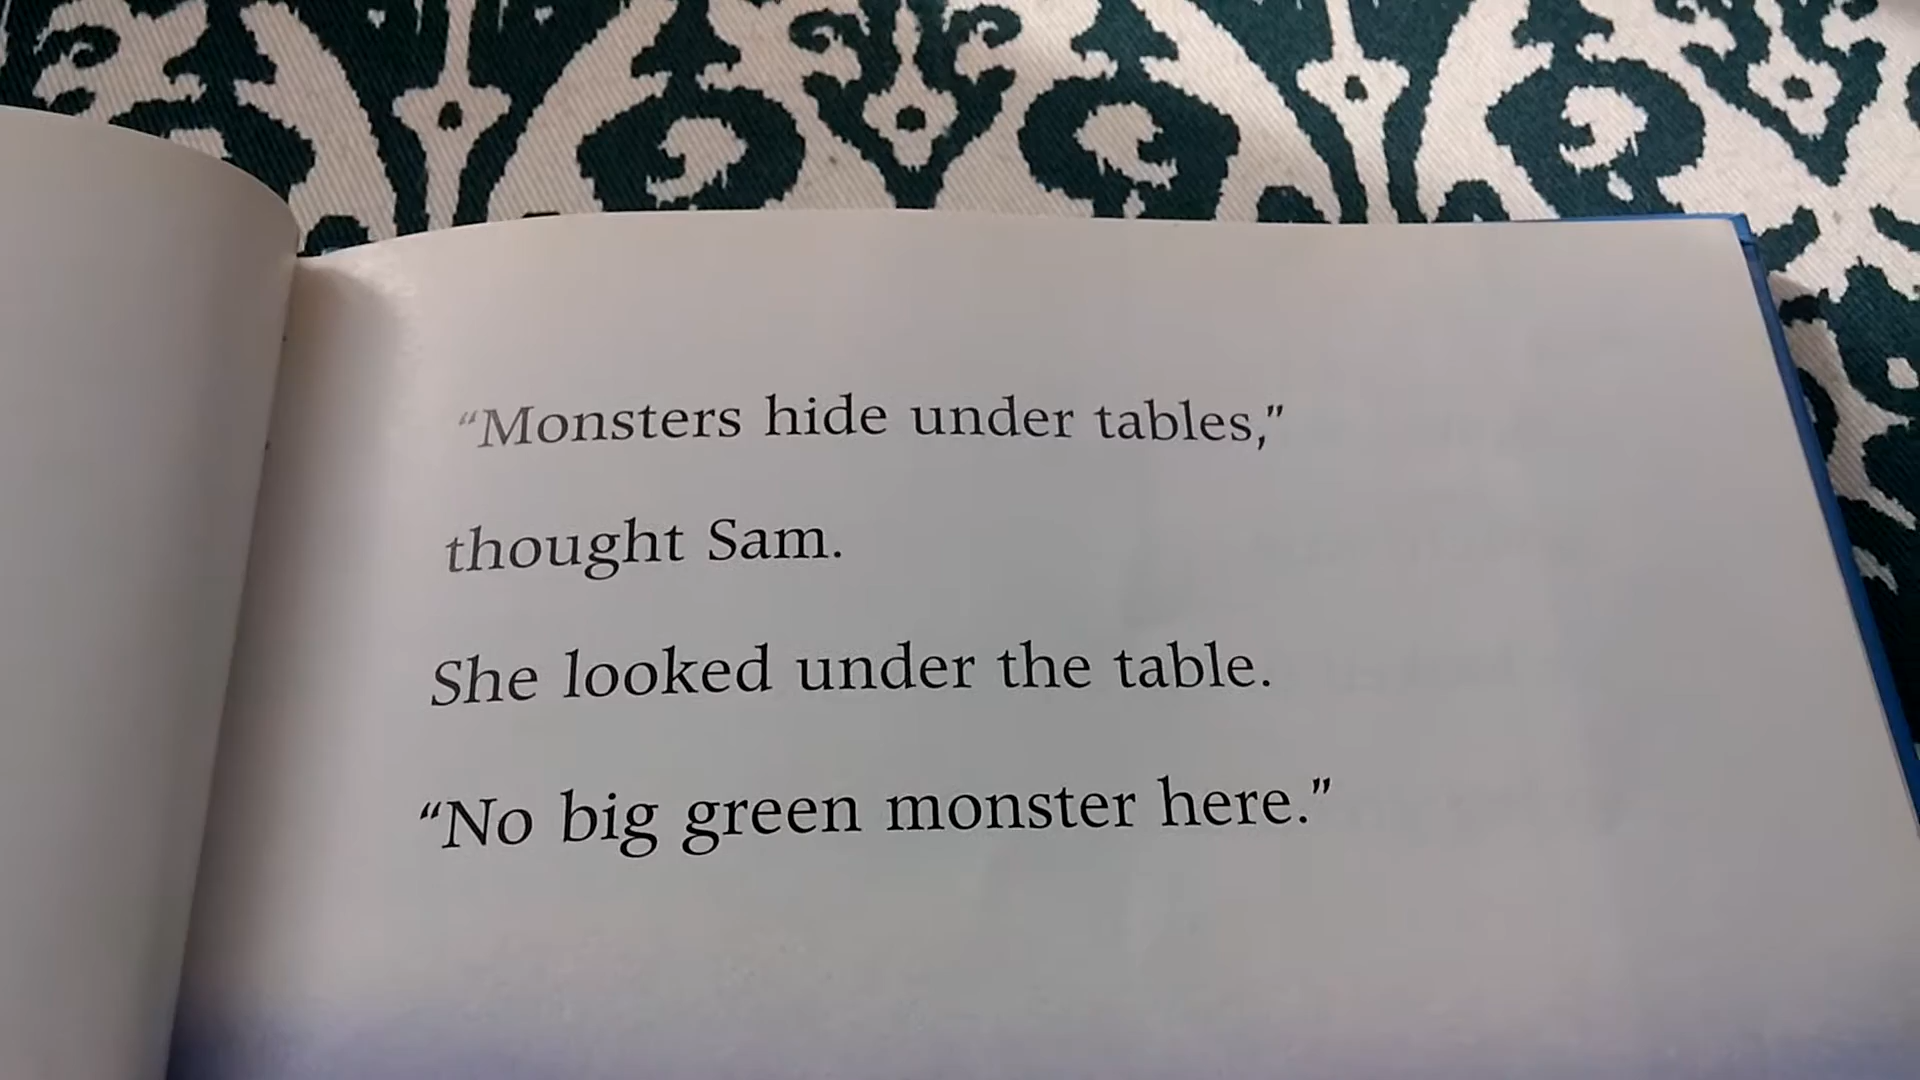 “Monsters hide under tables,”
thought Sam.
She looked under the table.
“No big green monster here.”